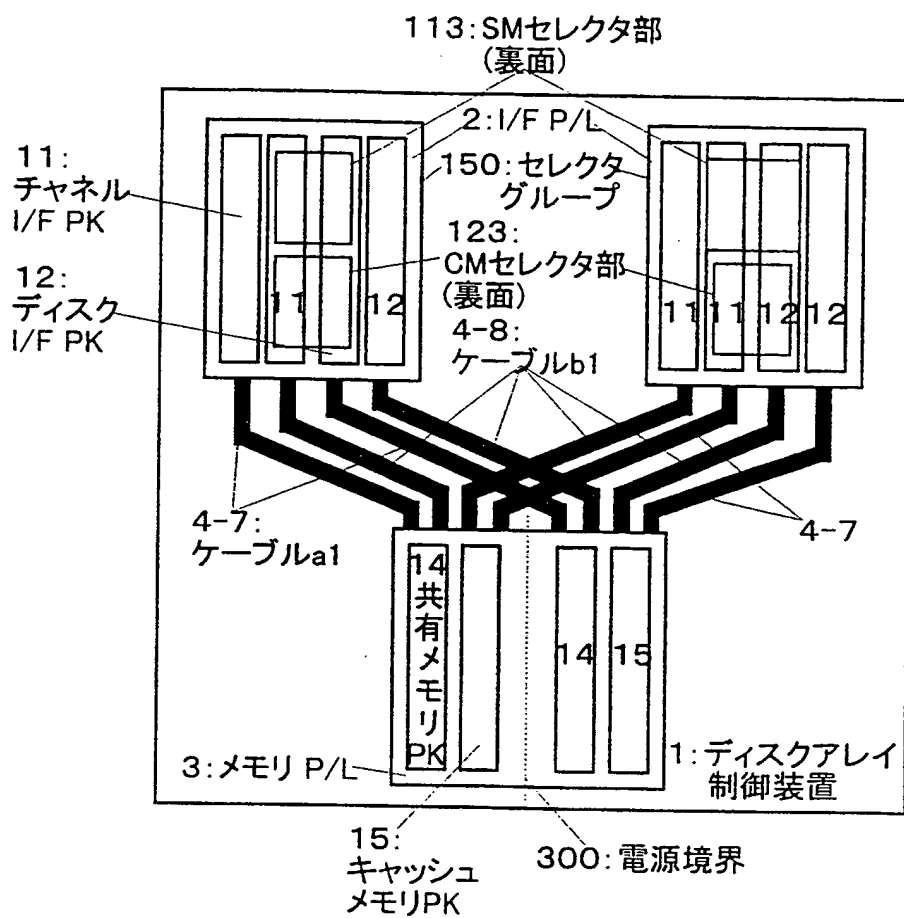 113:SMセレクタ部
(裏面)
2:I/F P/L
11:
チャネル
I/F PK
150:セレクタ
グループ
123:
CMセレクタ部
(裏面)
12:
ディスク
I/F PK
11
12
11
11
12
12
4-8:
ケーブルb1
4-7:
ケーブルa1
4-7
14
共有メモリ
PK
14
15
3:メモリ P/L
1:ディスクアレイ
制御装置
15:
キャッシュ
メモリPK
300:電源境界